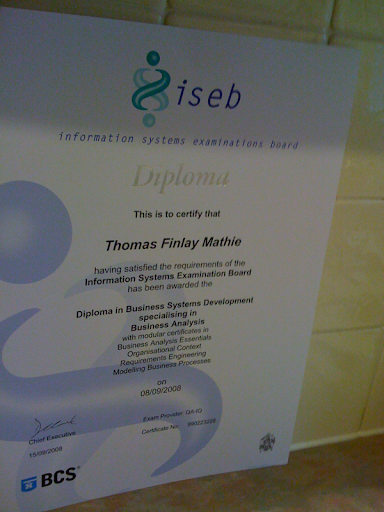 iseb
information systems examinations board
Diploma
This is to certify that
Thomas Finlay Mathie
having satisfied the requirements of the
Information Systems Examination Board
has been awarded the
Diploma in Business Systems Development
specialising in
Business Analysis
with modular certificates in
Business Analysis Essentials
Organisational Context
Requirements Engineering
Modelling Business Processes
on
08/09/2008
Exam Provider: QA-IQ
Chief Executive
Certificate No:
15/09/2008
BCS